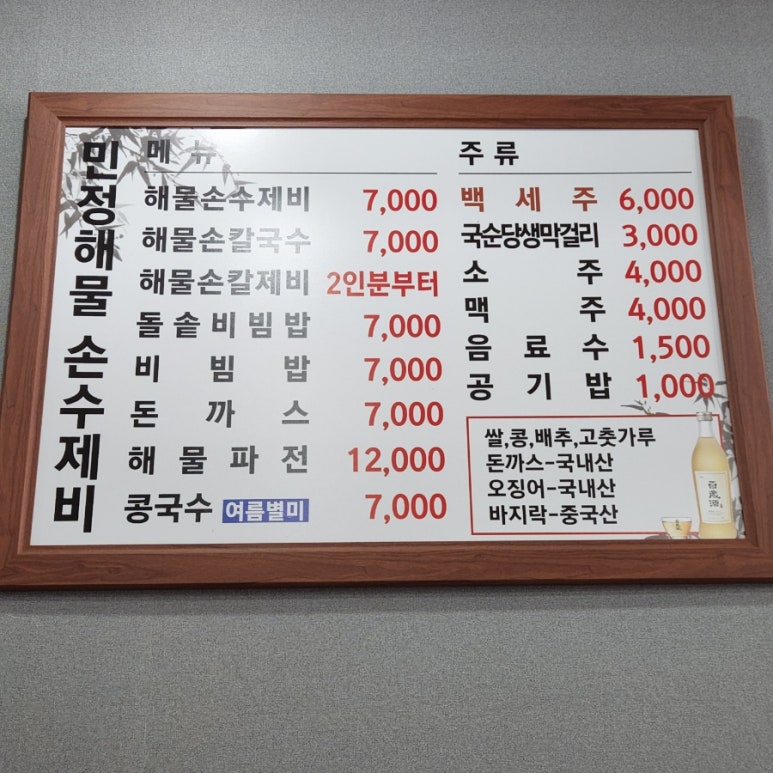 민정해물 손수제비
메 뉴
해물손수제비 7,000
해물손칼국수 7,000
해물손칼제비 2인분부터
돌솥비빔밥 7,000
비 빔 밥 7,000
돈 까 스 7,000
해물파전 12,000
콩국수 여름별미 7,000
주 류
백 세 주 6,000
국순당생막걸리 3,000
소 주 4,000
맥 주 4,000
음 료 수 1,500
공 기 밥 1,000
쌀,콩,배추,고춧가루
돈까스-국내산
오징어-국내산
바지락-중국산
百歲酒